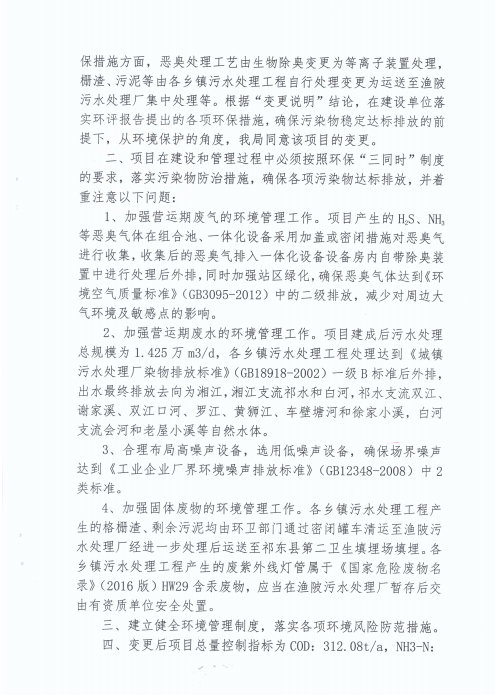 保措施方面，恶臭处理工艺由生物除臭变更为等离子装置处理，
栅渣、污泥等由各乡镇污水处理工程自行处理变更为运送至渔陂
污水处理厂集中处理等。根据“变更说明”结论，在建设单位落
实环评报告提出的各项环保措施，确保污染物稳定达标排放的前
提下，从环境保护的角度，我局同意该项目的变更。
二、项目在建设和管理过程中必须按照环保“三同时”制度
的要求，落实污染物防治措施，确保各项污染物达标排放，并着
重注意以下问题：
1、加强营运期废气的环境管理工作。项目产生的 H₂S、NH₃
等恶臭气体在组合池、一体化设备采用加盖或密闭措施对恶臭气
进行收集，收集后的恶臭气排入一体化设备设备房内自带除臭装
置中进行处理后外排，同时加强站区绿化，确保恶臭气体达到《环
境空气质量标准》（GB3095-2012）中的二级排放，减少对周边大
气环境及敏感点的影响。
2、加强营运期废水的环境管理工作。项目建成后污水处理
总规模为 1.425 万 m3/d，各乡镇污水处理工程处理达到《城镇
污水处理厂染物排放标准》（GB18918-2002）一级 B 标准后外排，
出水最终排放去向为湘江，湘江支流祁水和白河，祁水支流双江、
谢家溪、双江口河、罗江、黄狮江、车壁塘河和徐家小溪，白河
支流会河和老屋小溪等自然水体。
3、合理布局高噪声设备，选用低噪声设备，确保场界噪声
达到《工业企业厂界环境噪声排放标准》（GB12348-2008）中 2
类标准。
4、加强固体废物的环境管理工作。各乡镇污水处理工程产
生的格栅渣、剩余污泥均由环卫部门通过密闭罐车清运至渔陂污
水处理厂经进一步处理后运送至祁东县第二卫生填埋场填埋。各
乡镇污水处理工程产生的废紫外线灯管属于《国家危险废物名
录》（2016 版）HW29 含汞废物，应当在渔陂污水处理厂暂存后交
由有资质单位安全处置。
三、建立健全环境管理制度，落实各项环境风险防范措施。
四、变更后项目总量控制指标为 COD：312.08t/a，NH3-N：